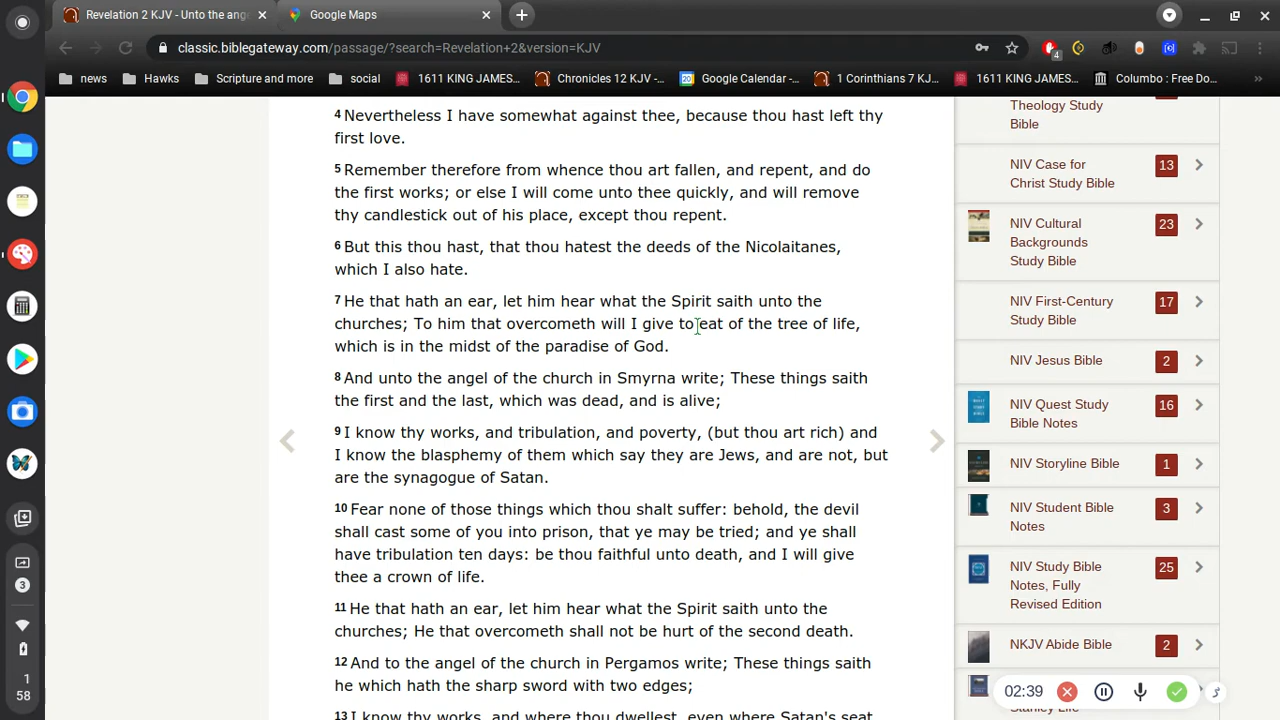 Revelation 2 KJV - Unto the ange
Google Maps
classic.biblegateway.com/passage/?search=Revelation+2&version=KJV
4
news
Hawks
Scripture and more
social
1611 KING JAMES...
Chronicles 12 KJV -...
Google Calendar -...
1 Corinthians 7 KJ...
1611 KING JAMES...
Columbo : Free Do...
»
4 Nevertheless I have somewhat against thee, because thou hast left thy
first love.
5 Remember therefore from whence thou art fallen, and repent, and do
the first works; or else I will come unto thee quickly, and will remove
thy candlestick out of his place, except thou repent.
6 But this thou hast, that thou hatest the deeds of the Nicolaitanes,
which I also hate.
7 He that hath an ear, let him hear what the Spirit saith unto the
churches; To him that overcometh will I give to eat of the tree of life,
which is in the midst of the paradise of God.
8 And unto the angel of the church in Smyrna write; These things saith
the first and the last, which was dead, and is alive;
9 I know thy works, and tribulation, and poverty, (but thou art rich) and
I know the blasphemy of them which say they are Jews, and are not, but
are the synagogue of Satan.
10 Fear none of those things which thou shalt suffer: behold, the devil
shall cast some of you into prison, that ye may be tried; and ye shall
have tribulation ten days: be thou faithful unto death, and I will give
thee a crown of life.
11 He that hath an ear, let him hear what the Spirit saith unto the
churches; He that overcometh shall not be hurt of the second death.
12 And to the angel of the church in Pergamos write; These things saith
he which hath the sharp sword with two edges;
13 I know thy works, and where thou dwellest, even where Satan's seat
Theology Study
Bible
NIV Case for
Christ Study Bible
13
NIV Cultural
Backgrounds
Study Bible
23
NIV First-Century
Study Bible
17
NIV Jesus Bible
2
NIV Quest Study
Bible Notes
16
NIV Storyline Bible
1
NIV Student Bible
Notes
3
NIV Study Bible
Notes, Fully
Revised Edition
25
NKJV Abide Bible
2
02:39
3
1
58